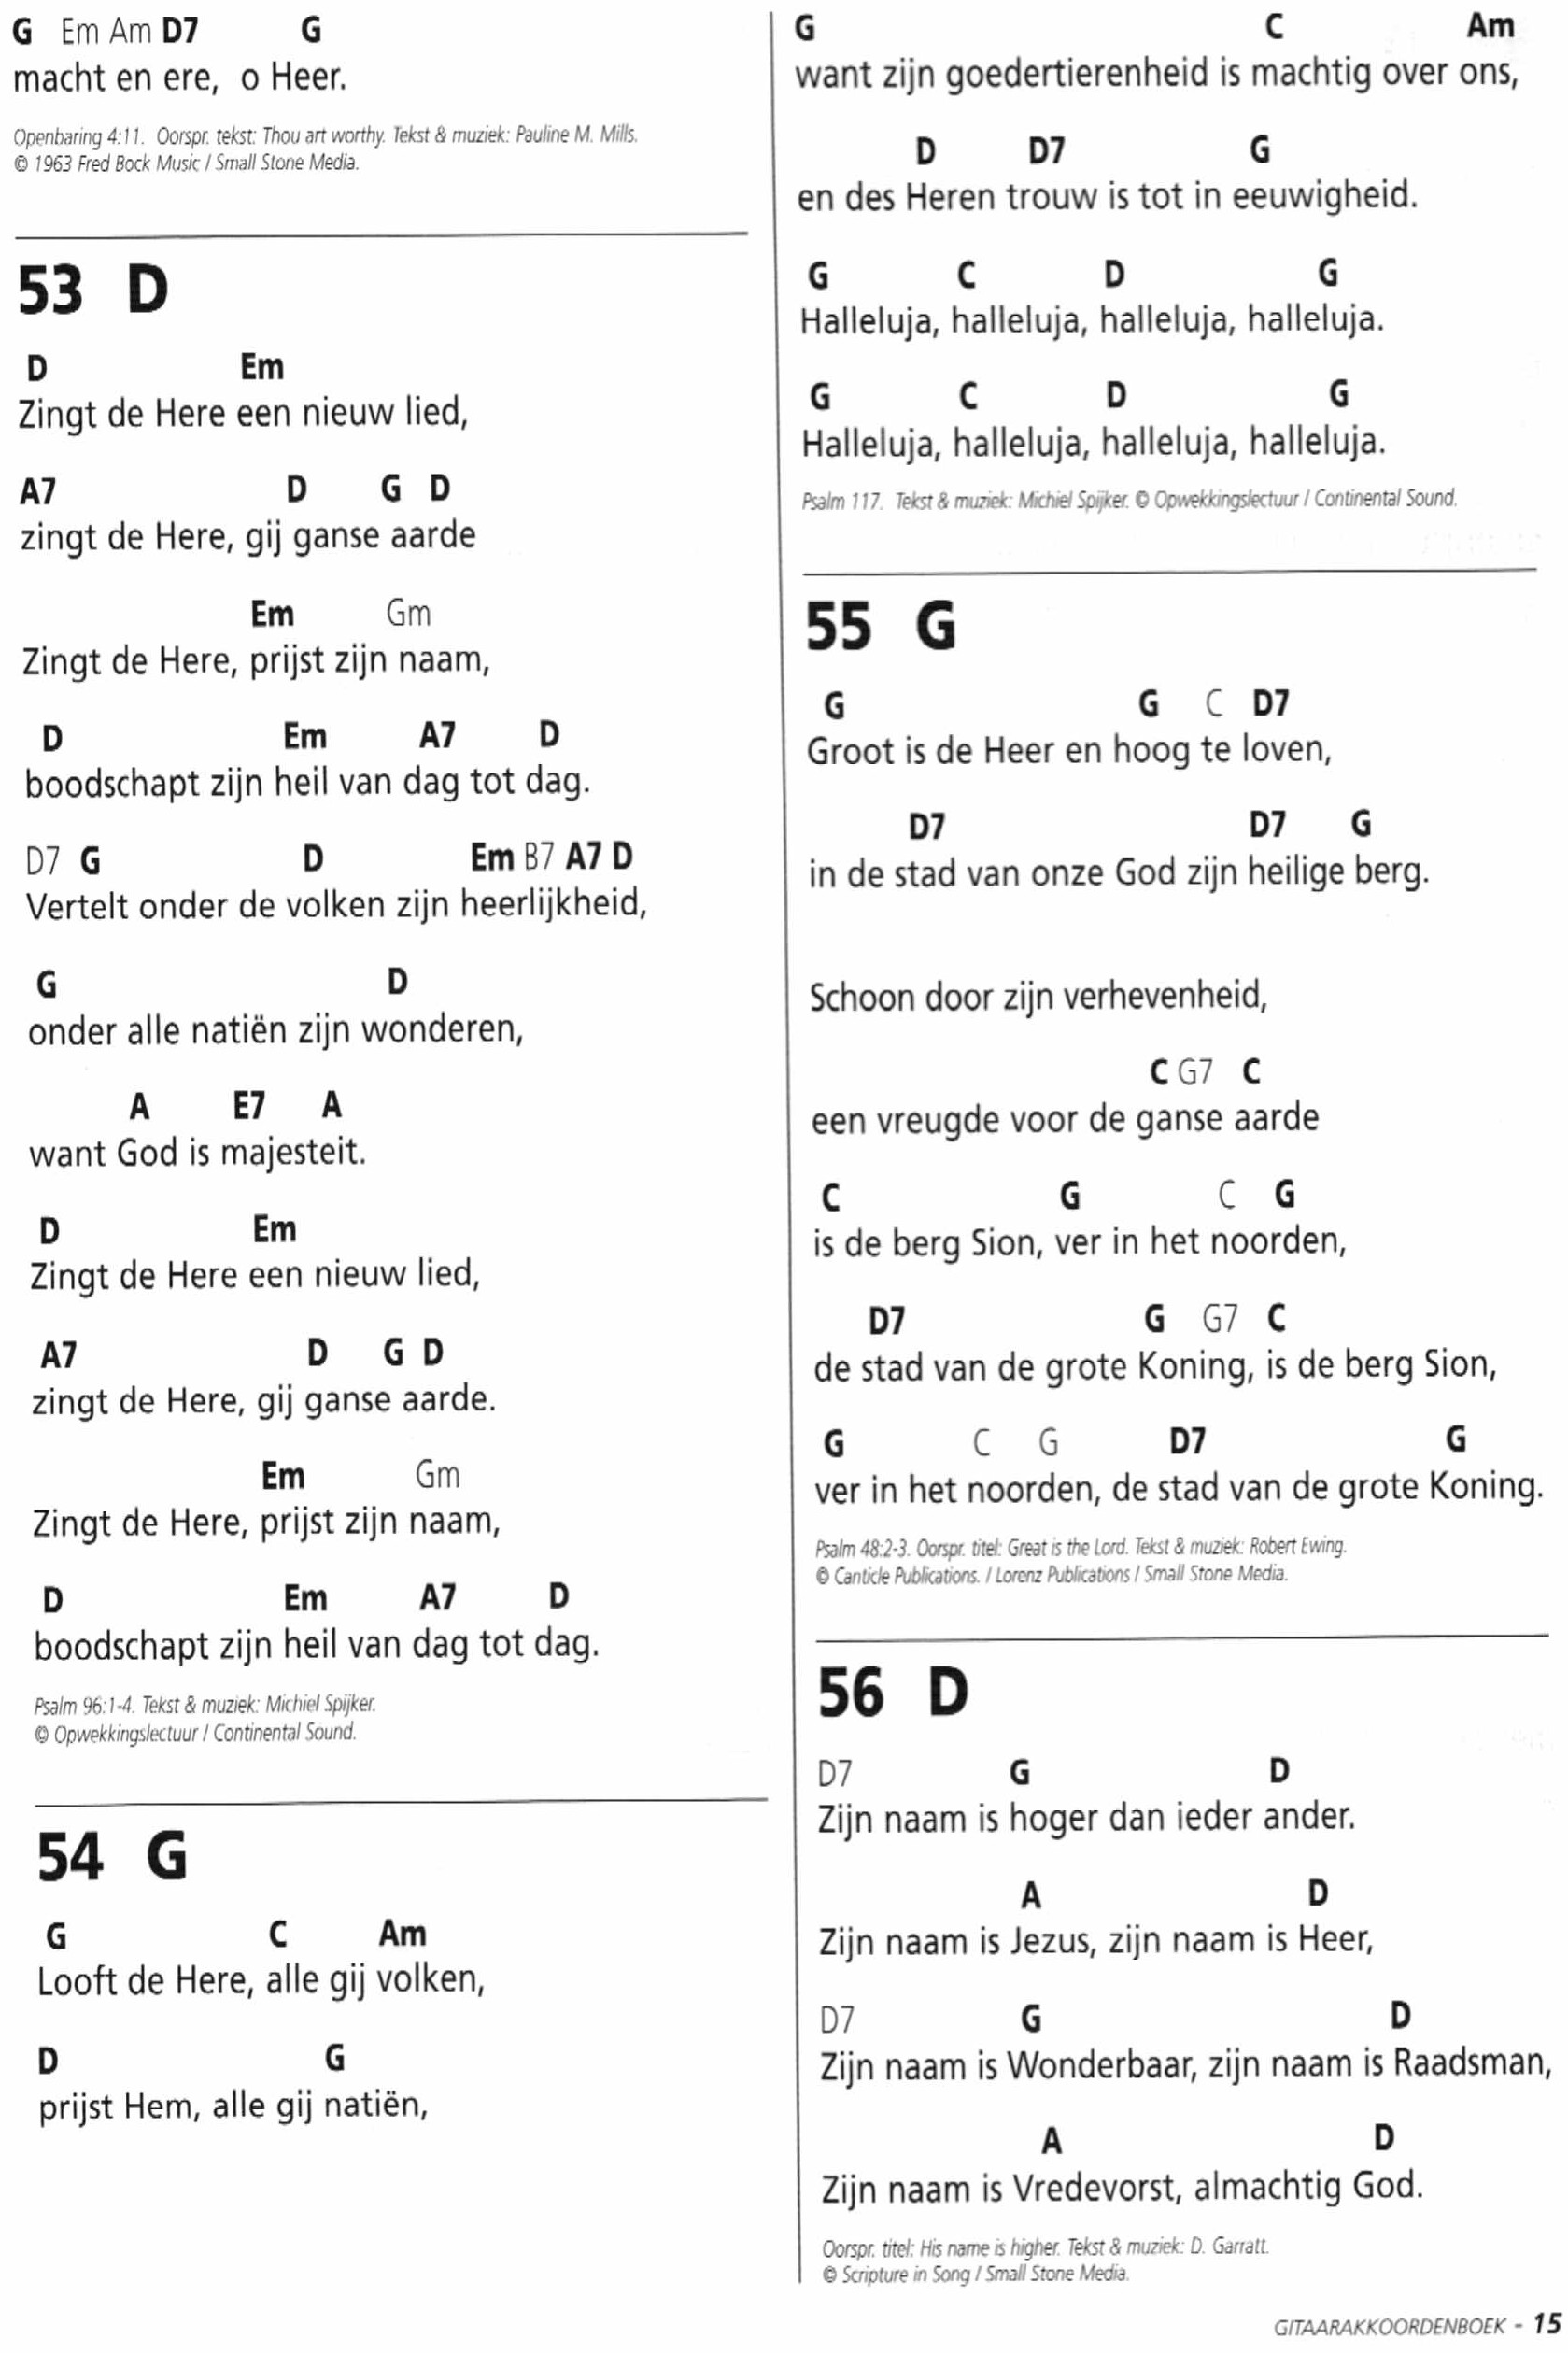 G Em Am D7 G
macht en ere, o Heer.
Openbaring 4:11. Oorspr. tekst: Thou art worthy. Tekst & muziek: Pauline M. Mills.
© 1963 Fred Bock Music / Small Stone Media.
53 D
D Em
Zingt de Here een nieuw lied,
A7 D G D
zingt de Here, gij ganse aarde
Em Gm
Zingt de Here, prijst zijn naam,
D Em A7 D
boodschapt zijn heil van dag tot dag.
D7 G D Em B7 A7 D
Vertelt onder de volken zijn heerlijkheid,
G D
onder alle natiën zijn wonderen,
A E7 A
want God is majesteit.
D Em
Zingt de Here een nieuw lied,
A7 D G D
zingt de Here, gij ganse aarde.
Em Gm
Zingt de Here, prijst zijn naam,
D Em A7 D
boodschapt zijn heil van dag tot dag.
Psalm 96:1-4. Tekst & muziek: Michiel Spijker.
© Opwekkingslectuur / Continental Sound.
54 G
G C Am
Looft de Here, alle gij volken,
D G
prijst Hem, alle gij natiën,
G C Am
want zijn goedertierenheid is machtig over ons,
D D7 G
en des Heren trouw is tot in eeuwigheid.
G C D G
Halleluja, halleluja, halleluja, halleluja.
G C D G
Halleluja, halleluja, halleluja, halleluja.
Psalm 117. Tekst & muziek: Michiel Spijker. © Opwekkingslectuur / Continental Sound.
55 G
G G C D7
Groot is de Heer en hoog te loven,
D7 D7 G
in de stad van onze God zijn heilige berg.
Schoon door zijn verhevenheid,
C G7 C
een vreugde voor de ganse aarde
C G C G
is de berg Sion, ver in het noorden,
D7 G G7 C
de stad van de grote Koning, is de berg Sion,
G C G D7 G
ver in het noorden, de stad van de grote Koning.
Psalm 48:2-3. Oorspr. titel: Great is the Lord. Tekst & muziek: Robert Ewing.
© Canticle Publications. / Lorenz Publications / Small Stone Media.
56 D
D7 G D
Zijn naam is hoger dan ieder ander.
A D
Zijn naam is Jezus, zijn naam is Heer,
D7 G D
Zijn naam is Wonderbaar, zijn naam is Raadsman,
A D
Zijn naam is Vredevorst, almachtig God.
Oorspr. titel: His name is higher. Tekst & muziek: D. Garratt.
© Scripture in Song / Small Stone Media.
GITAARAKKOORDENBOEK - 15